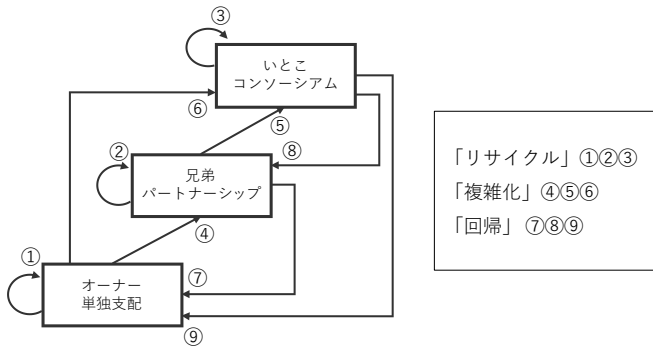 ③
いとこ
コンソーシアム
⑥
⑤
②
⑧
兄弟
パートナーシップ
④
①
⑦
オーナー
単独支配
⑨
「リサイクル」①②③
「複雑化」④⑤⑥
「回帰」⑦⑧⑨